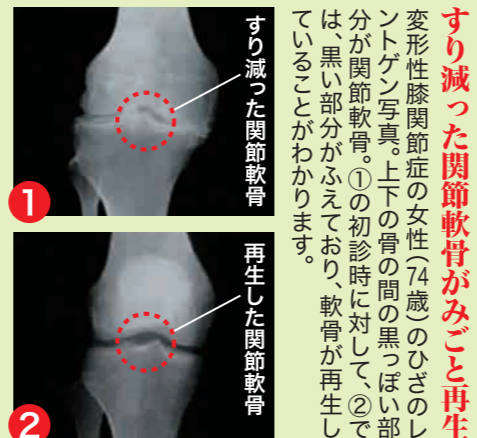 すり減った関節軟骨がみごと再生
変形性膝関節症の女性（74歳）のひざのレ
ントゲン写真。上下の骨の間の黒っぽい部
分が関節軟骨。①の初診時に対して、②で
は、黒い部分がふえており、軟骨が再生し
ていることがわかります。
すり減った関節軟骨
1
再生した関節軟骨
2